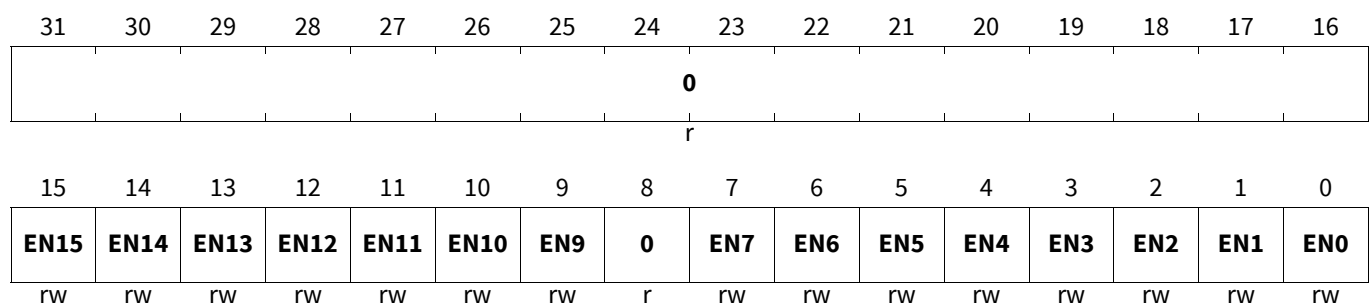 31 30 29 28 27 26 25 24 23 22 21 20 19 18 17 16
0
r
15 14 13 12 11 10 9 8 7 6 5 4 3 2 1 0
EN15 EN14 EN13 EN12 EN11 EN10 EN9 0 EN7 EN6 EN5 EN4 EN3 EN2 EN1 EN0
rw rw rw rw rw rw rw r rw rw rw rw rw rw rw rw